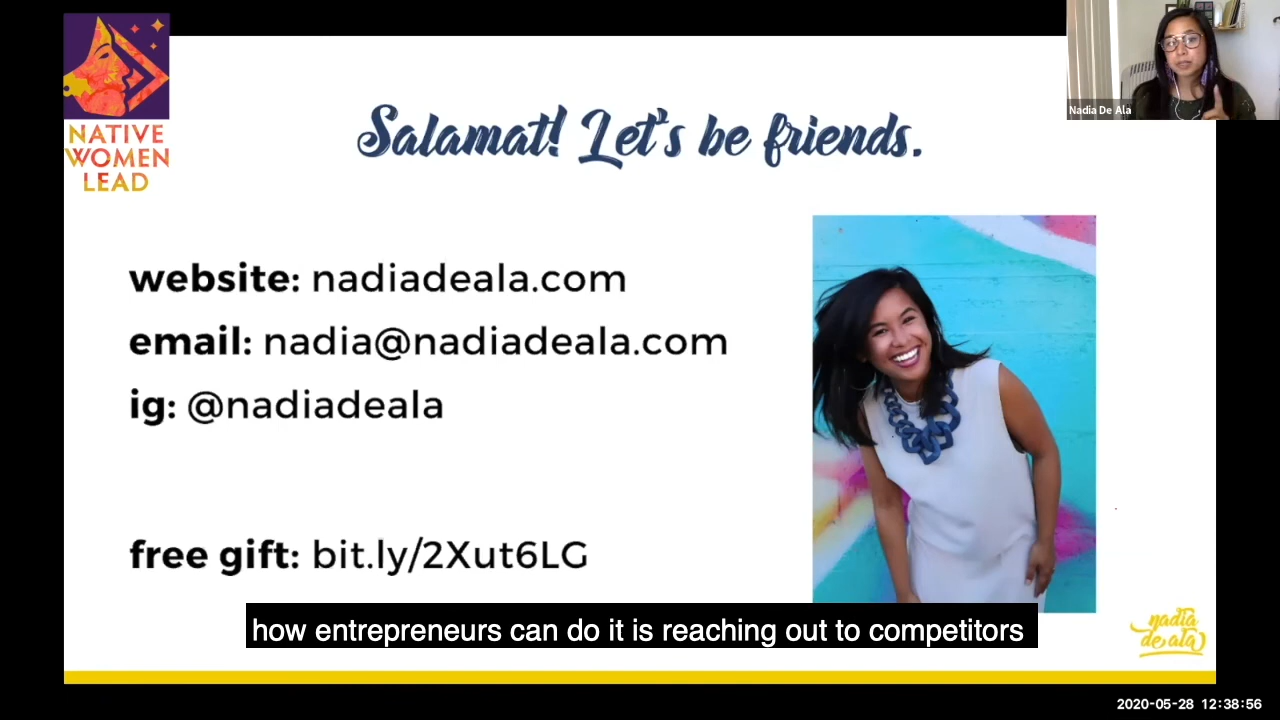 NATIVE
WOMEN
LEAD
Nadia De Ala
Salamat! Let's be friends.
website: nadiadeala.com
email: nadia@nadiadeala.com
ig: @nadiadeala
free gift: bit.ly/2Xut6LG
how entrepreneurs can do it is reaching out to competitors
nadia
de ala
2020-05-28 12:38:56